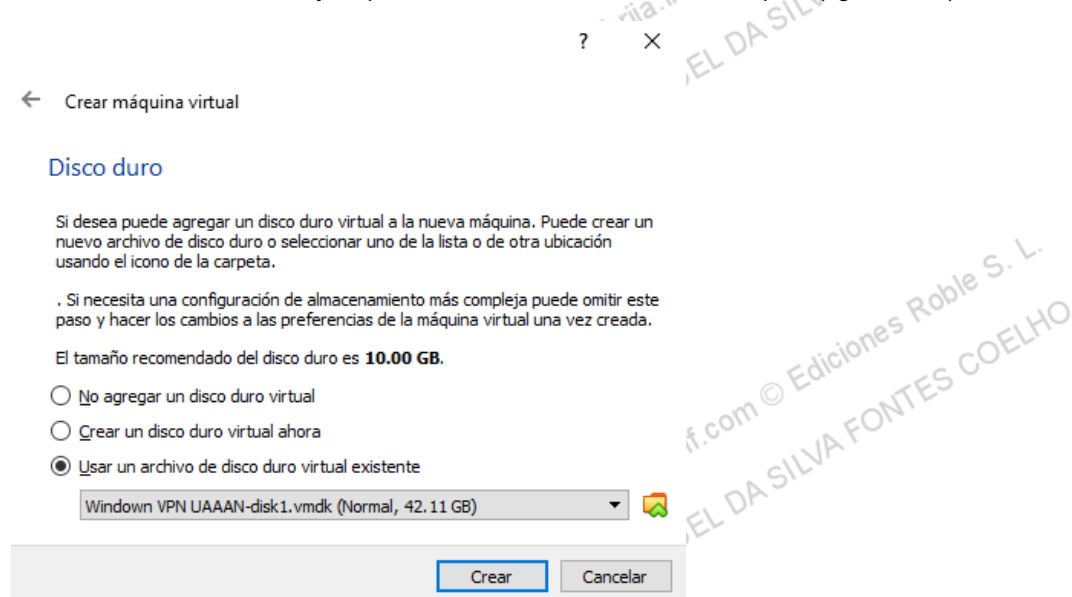 ? ×
← Crear máquina virtual
Disco duro
Si desea puede agregar un disco duro virtual a la nueva máquina. Puede crear un
nuevo archivo de disco duro o seleccionar uno de la lista o de otra ubicación
usando el icono de la carpeta.
. Si necesita una configuración de almacenamiento más compleja puede omitir este
paso y hacer los cambios a las preferencias de la máquina virtual una vez creada.
El tamaño recomendado del disco duro es 10.00 GB.
No agregar un disco duro virtual
Crear un disco duro virtual ahora
Usar un archivo de disco duro virtual existente
Windown VPN UAAAN-disk1.vmdk (Normal, 42.11 GB)
Crear Cancelar
EL DA SIL
f.com © Ediciones Roble S. L.
EL DA SILVA FONTES COELHO